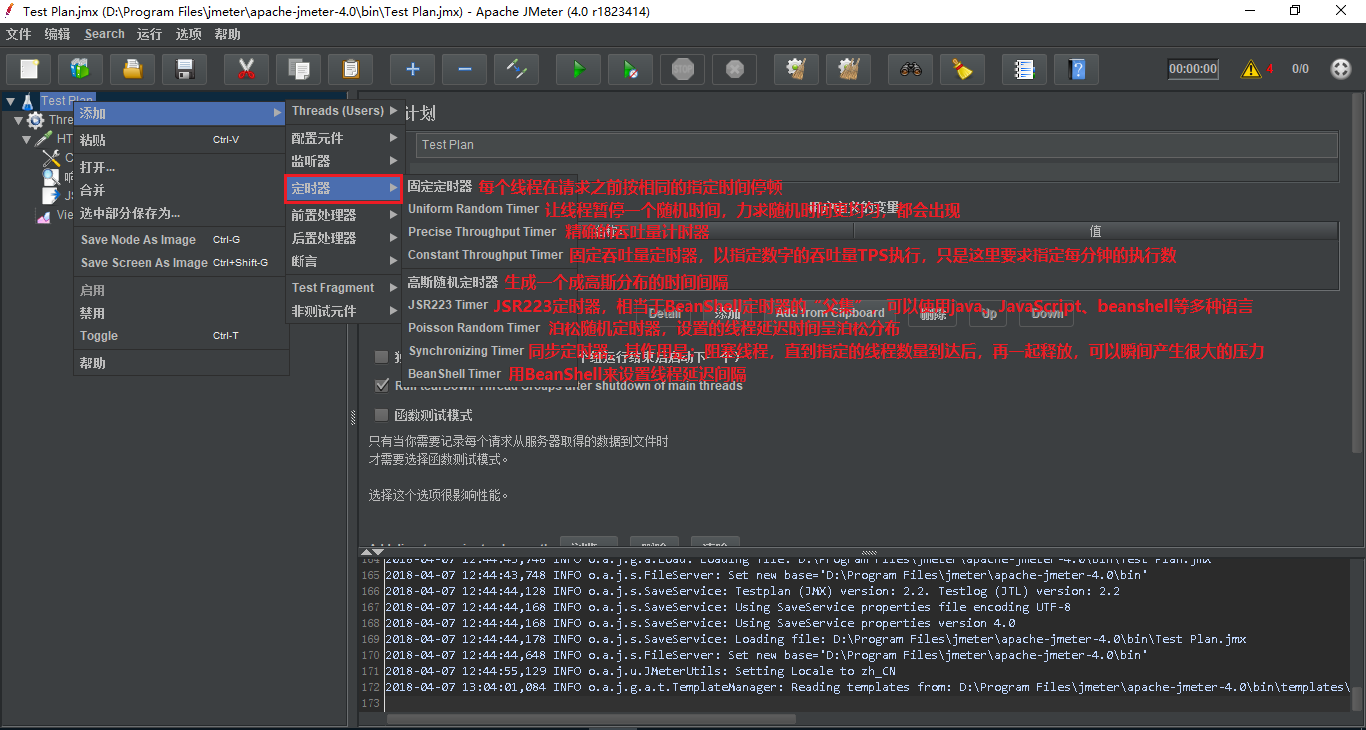 Test Plan.jmx (D:\Program Files\jmeter\apache-jmeter-4.0\bin\Test Plan.jmx) - Apache JMeter (4.0 r1823414)
文件 编辑 Search 运行 选项 帮助
STOP 00:00:00 4 0/0
Test Plan
Thre
HT
C
响
JS
Vie
添加
粘贴 Ctrl-V
打开...
合并
选中部分保存为...
Save Node As Image Ctrl-G
Save Screen As Image Ctrl+Shift-G
启用
禁用
Toggle Ctrl-T
帮助
Threads (Users)
配置元件
监听器
定时器
前置处理器
后置处理器
断言
Test Fragment
非测试元件
计划
Test Plan
用户定义的变量
名称: 值
固定定时器 每个线程在请求之前按相同的指定时间停顿
Uniform Random Timer 让线程暂停一个随机时间，力求随机时间更均匀，都会出现
Precise Throughput Timer 精确的吞吐量计时器
Constant Throughput Timer 固定吞吐量定时器，以指定数字的吞吐量TPS执行，只是这里要求指定每分钟的执行数
高斯随机定时器 生成一个成高斯分布的时间间隔
JSR223 Timer JSR223定时器，相当于BeanShell定时器的“父集”，可以使用java、JavaScript、beanshell等多种语言
Poisson Random Timer 泊松随机定时器，设置的线程延迟时间呈泊松分布
Synchronizing Timer 同步定时器，其作用是：阻塞线程，直到指定的线程数量到达后，再一起释放，可以瞬间产生很大的压力
BeanShell Timer 用BeanShell来设置线程延迟间隔
Detail 添加 Add from Clipboard 删除 Up Down
独 个组运行结束后启动下一个）
Run tearDown Thread Groups after shutdown of main threads
函数测试模式
只有当你需要记录每个请求从服务器取得的数据到文件时
才需要选择函数测试模式。
选择这个选项很影响性能。
164 2018-04-07 12:44:43,748 INFO o.a.j.g.a.Load: Loading file: D:\Program Files\jmeter\apache-jmeter-4.0\bin\Test Plan.jmx
165 2018-04-07 12:44:43,748 INFO o.a.j.s.FileServer: Set new base='D:\Program Files\jmeter\apache-jmeter-4.0\bin'
166 2018-04-07 12:44:44,128 INFO o.a.j.s.SaveService: Testplan (JMX) version: 2.2. Testlog (JTL) version: 2.2
167 2018-04-07 12:44:44,168 INFO o.a.j.s.SaveService: Using SaveService properties file encoding UTF-8
168 2018-04-07 12:44:44,168 INFO o.a.j.s.SaveService: Using SaveService properties version 4.0
169 2018-04-07 12:44:44,178 INFO o.a.j.s.SaveService: Loading file: D:\Program Files\jmeter\apache-jmeter-4.0\bin\Test Plan.jmx
170 2018-04-07 12:44:44,648 INFO o.a.j.s.FileServer: Set new base='D:\Program Files\jmeter\apache-jmeter-4.0\bin'
171 2018-04-07 12:44:55,129 INFO o.a.j.u.JMeterUtils: Setting Locale to zh_CN
172 2018-04-07 13:04:01,084 INFO o.a.j.g.a.t.TemplateManager: Reading templates from: D:\Program Files\jmeter\apache-jmeter-4.0\bin\templates\
173